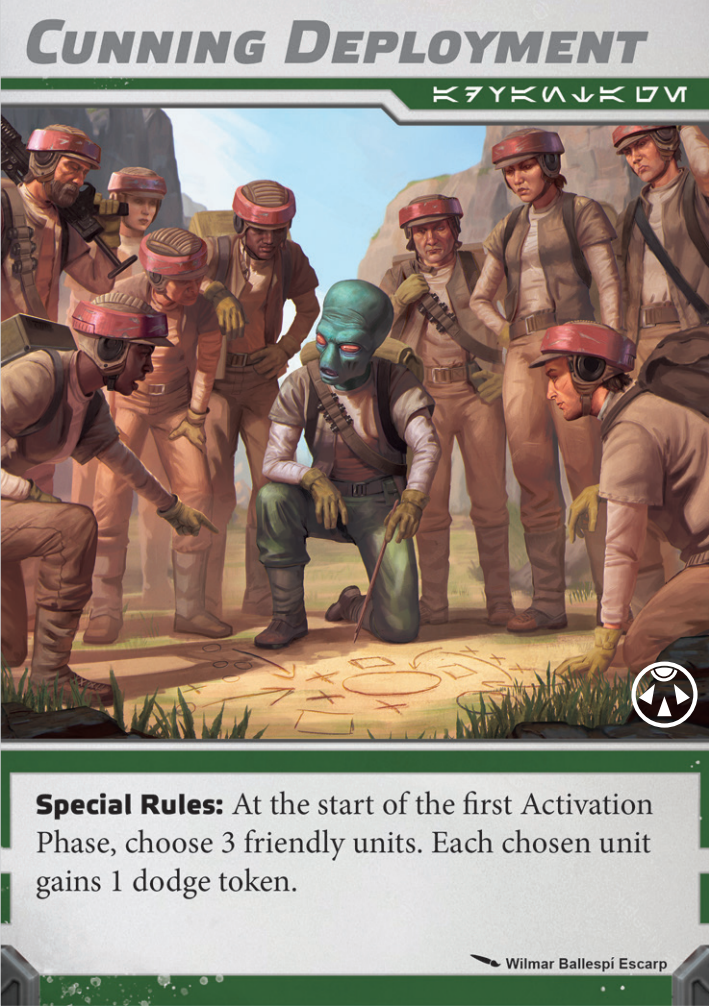 Cunning Deployment
Special Rules: At the start of the first Activation
Phase, choose 3 friendly units. Each chosen unit
gains 1 dodge token.
Wilmar Ballespí Escarp